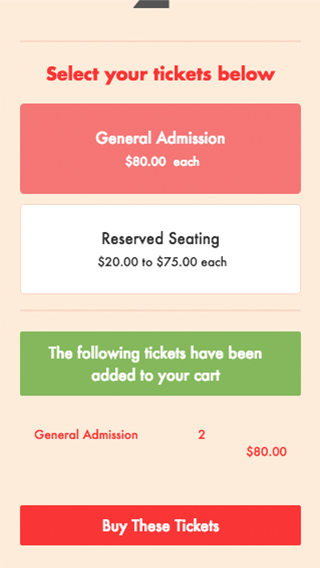 Select your tickets below
General Admission
$80.00 each
Reserved Seating
$20.00 to $75.00 each
The following tickets have been
added to your cart
General Admission 2
$80.00
Buy These Tickets